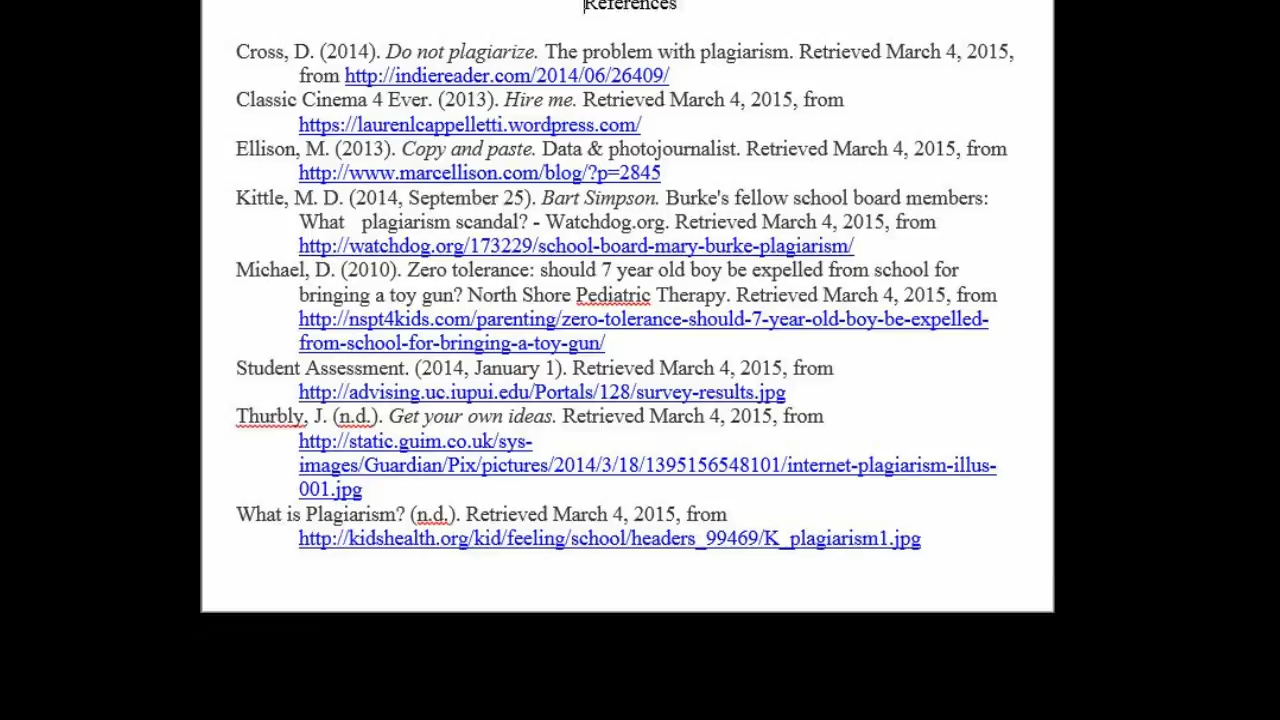 References
Cross, D. (2014). Do not plagiarize. The problem with plagiarism. Retrieved March 4, 2015,
from http://indiereader.com/2014/06/26409/
Classic Cinema 4 Ever. (2013). Hire me. Retrieved March 4, 2015, from
https://laurenlcappelletti.wordpress.com/
Ellison, M. (2013). Copy and paste. Data & photojournalist. Retrieved March 4, 2015, from
http://www.marcellison.com/blog/?p=2845
Kittle, M. D. (2014, September 25). Bart Simpson. Burke's fellow school board members:
What plagiarism scandal? - Watchdog.org. Retrieved March 4, 2015, from
http://watchdog.org/173229/school-board-mary-burke-plagiarism/
Michael, D. (2010). Zero tolerance: should 7 year old boy be expelled from school for
bringing a toy gun? North Shore Pediatric Therapy. Retrieved March 4, 2015, from
http://nspt4kids.com/parenting/zero-tolerance-should-7-year-old-boy-be-expelled-
from-school-for-bringing-a-toy-gun/
Student Assessment. (2014, January 1). Retrieved March 4, 2015, from
http://advising.uc.iupui.edu/Portals/128/survey-results.jpg
Thurbly, J. (n.d.). Get your own ideas. Retrieved March 4, 2015, from
http://static.guim.co.uk/sys-
images/Guardian/Pix/pictures/2014/3/18/1395156548101/internet-plagiarism-illus-
001.jpg
What is Plagiarism? (n.d.). Retrieved March 4, 2015, from
http://kidshealth.org/kid/feeling/school/headers_99469/K_plagiarism1.jpg